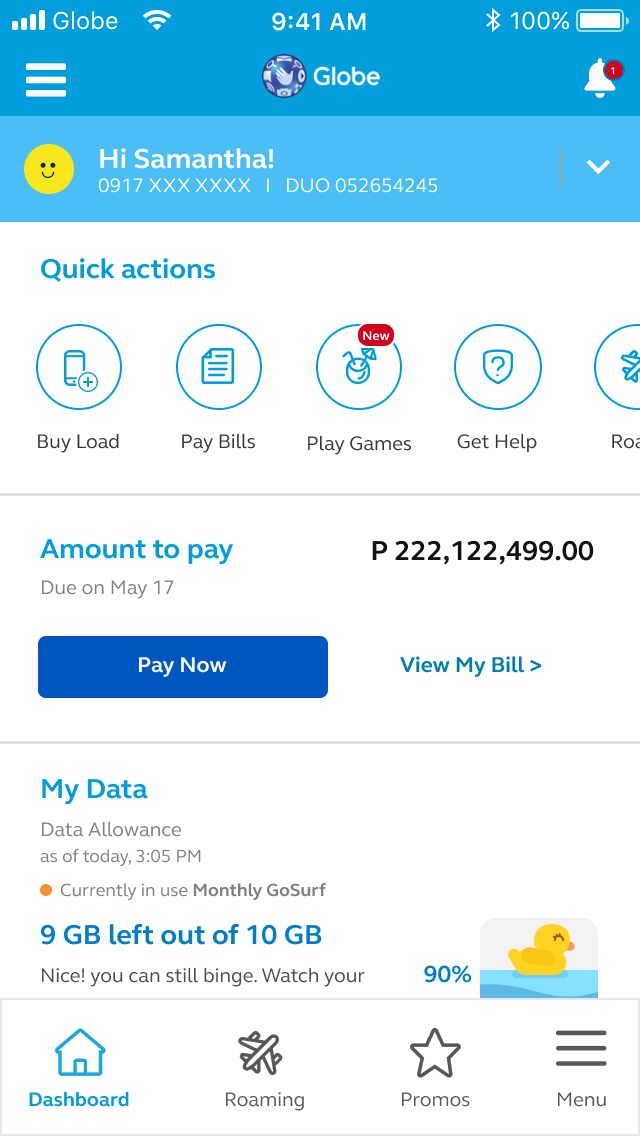 Globe 9:41 AM 100%
Globe
1
Hi Samantha!
0917 XXX XXXX I DUO 052654245
Quick actions
New
Buy Load Pay Bills Play Games Get Help Roa
Amount to pay P 222,122,499.00
Due on May 17
Pay Now View My Bill >
My Data
Data Allowance
as of today, 3:05 PM
Currently in use Monthly GoSurf
9 GB left out of 10 GB
Nice! you can still binge. Watch your 90%
Dashboard Roaming Promos Menu